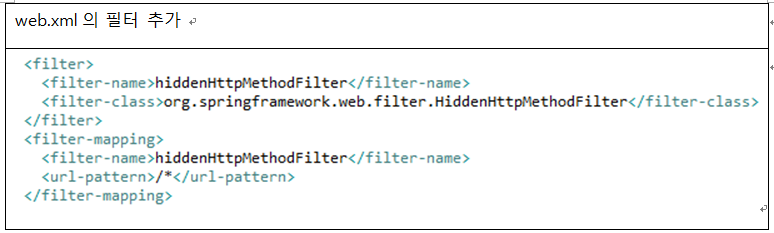 web.xml 의 필터 추가
<filter>
<filter-name>hiddenHttpMethodFilter</filter-name>
<filter-class>org.springframework.web.filter.HiddenHttpMethodFilter</filter-class>
</filter>
<filter-mapping>
<filter-name>hiddenHttpMethodFilter</filter-name>
<url-pattern>/*</url-pattern>
</filter-mapping>